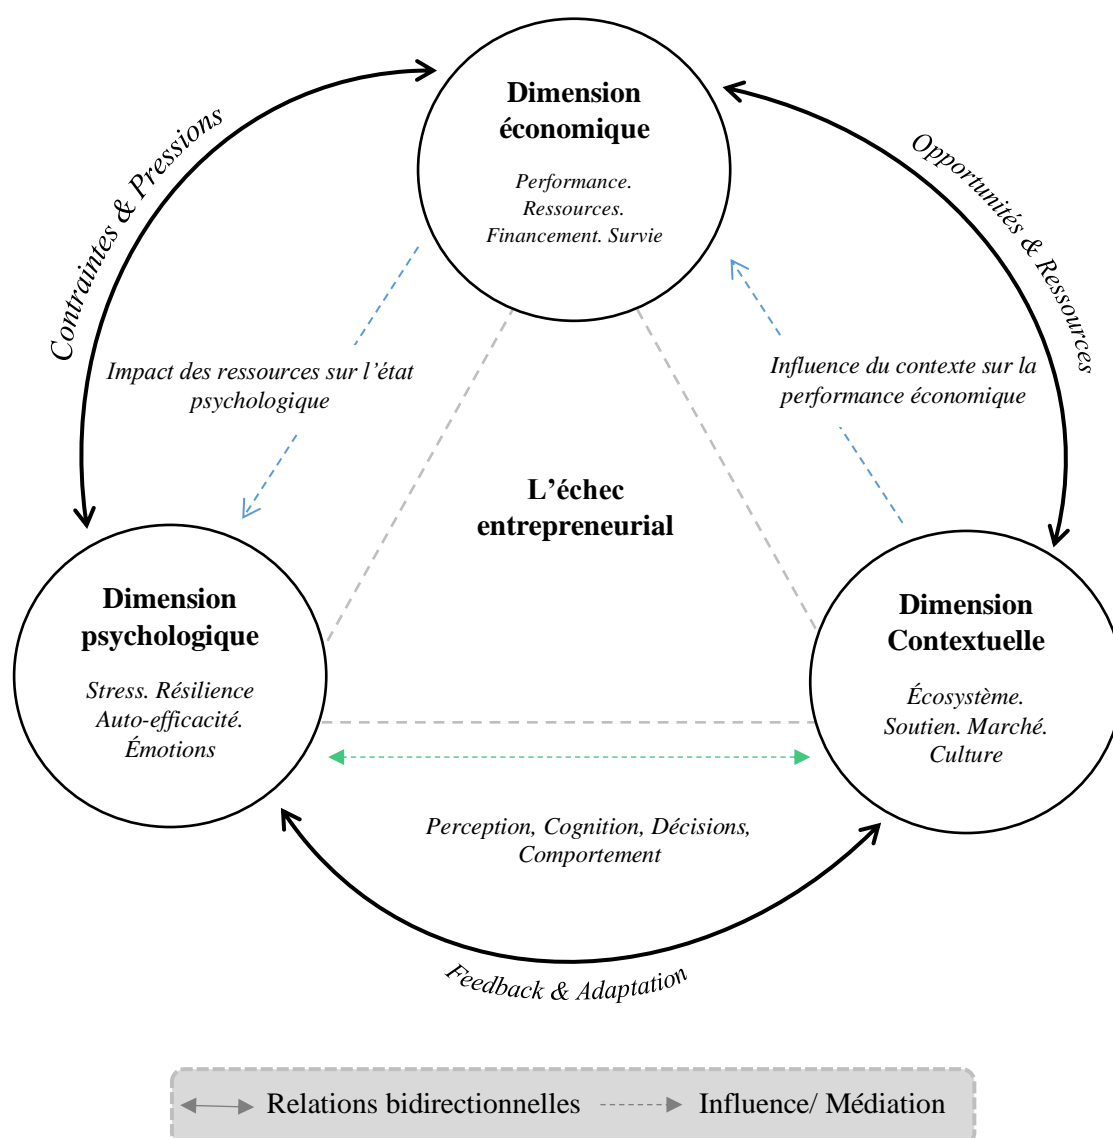 Dimension
économique
Performance.
Ressources.
Financement. Survie
Contraintes & Pressions
Opportunités & Ressources
Impact des ressources sur l’état
psychologique
Influence du contexte sur la
performance économique
L’échec
entrepreneurial
Dimension
psychologique
Stress. Résilience
Auto-efficacité.
Émotions
Dimension
Contextuelle
Écosystème.
Soutien. Marché.
Culture
Perception, Cognition, Décisions,
Comportement
Feedback & Adaptation
Relations bidirectionnelles
Influence/ Médiation